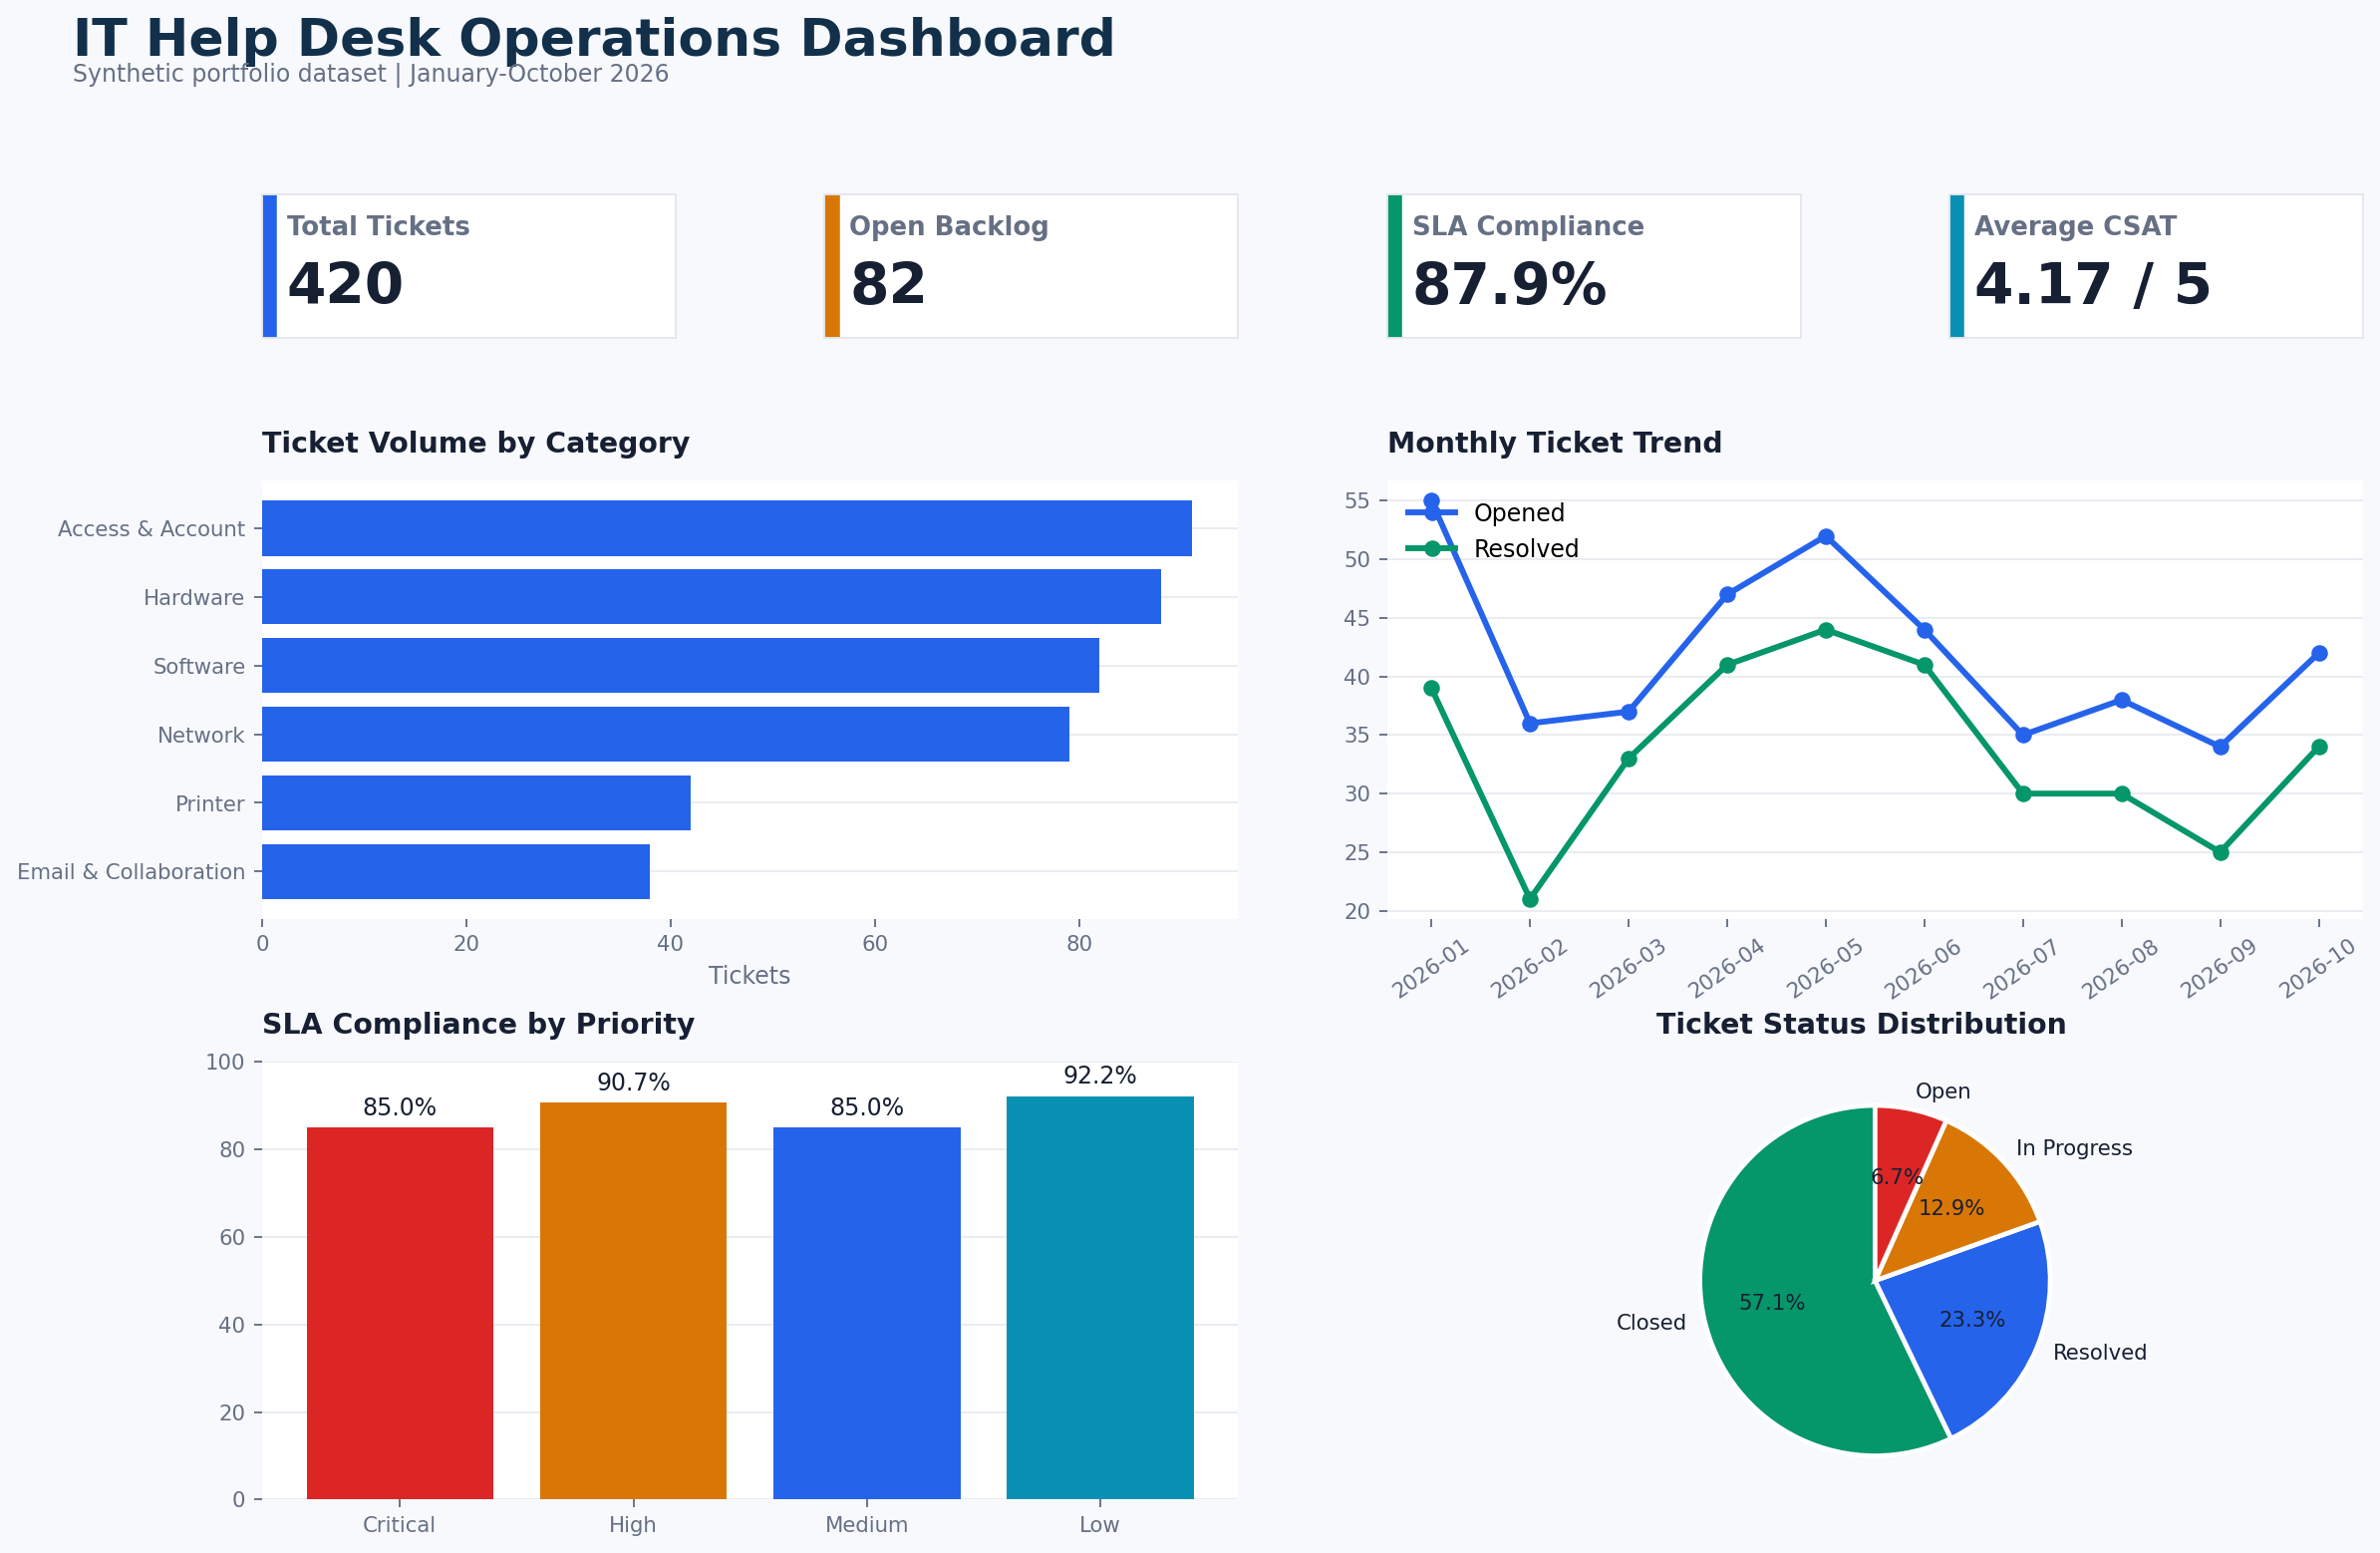 IT Help Desk Operations Dashboard
Synthetic portfolio dataset | January-October 2026
Total Tickets
420
Open Backlog
82
SLA Compliance
87.9%
Average CSAT
4.17 / 5
Ticket Volume by Category
Access & Account
Hardware
Software
Network
Printer
Email & Collaboration
0 20 40 60 80
Tickets
Monthly Ticket Trend
Opened
Resolved
55
50
45
40
35
30
25
20
2026-01 2026-02 2026-03 2026-04 2026-05 2026-06 2026-07 2026-08 2026-09 2026-10
SLA Compliance by Priority
100
80
60
40
20
0
85.0% 90.7% 85.0% 92.2%
Critical High Medium Low
Ticket Status Distribution
Open
In Progress
6.7%
12.9%
57.1%
23.3%
Closed
Resolved